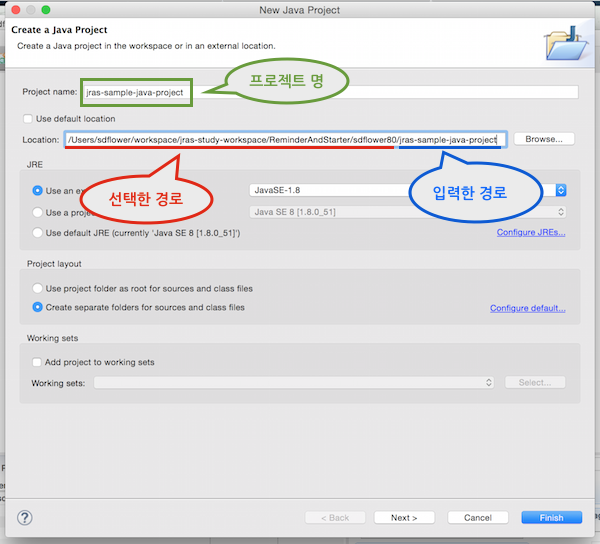 New Java Project
Create a Java Project
Create a Java project in the workspace or in an external location.
프로젝트 명
Project name: jras-sample-java-project
Use default location
Location: /Users/sdflower/workspace/jras-study-workspace/ReminderAndStarter/sdflower80/jras-sample-java-project Browse...
JRE
선택한 경로
입력한 경로
Use an ex JavaSE-1.8
Use a proje Java SE 8 [1.8.0_51]
Use default JRE (currently 'Java SE 8 [1.8.0_51]') Configure JREs...
Project layout
Use project folder as root for sources and class files
Create separate folders for sources and class files Configure default...
Working sets
Add project to working sets
Working sets: Select...
? < Back Next > Cancel Finish